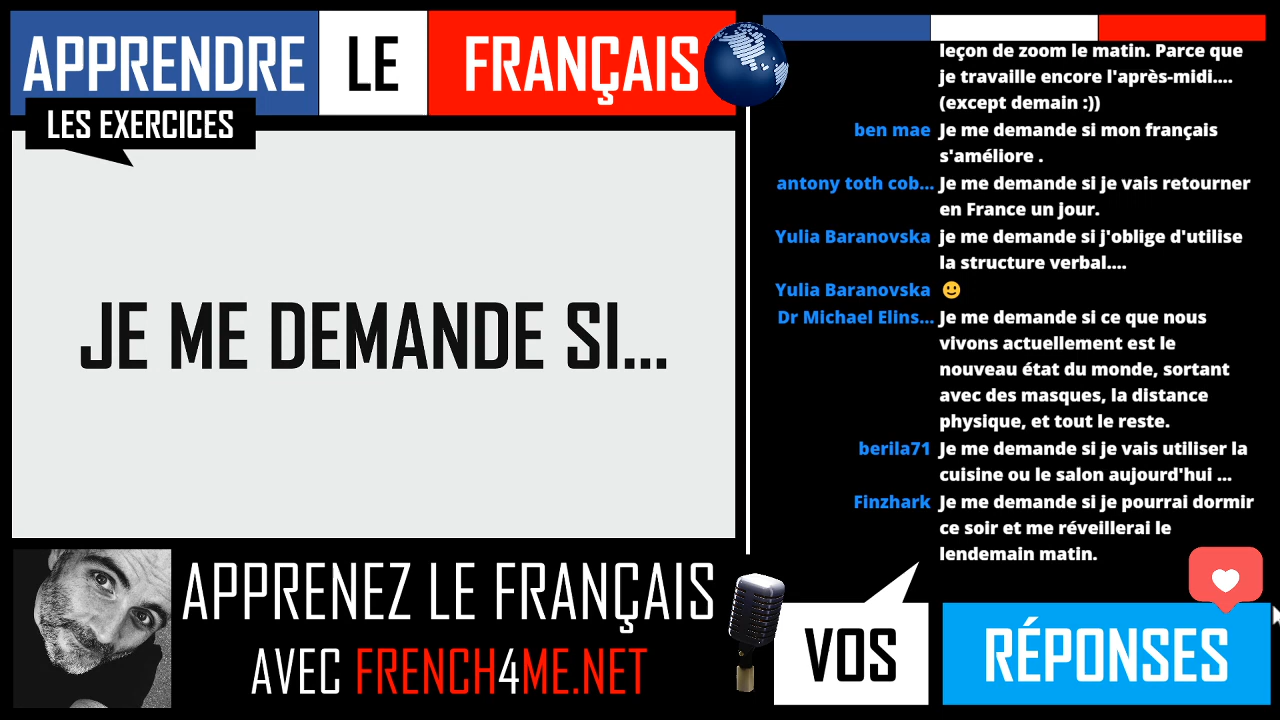 APPRENDRE LE FRANÇAIS
LES EXERCICES
JE ME DEMANDE SI...
APPRENEZ LE FRANÇAIS
AVEC FRENCH4ME.NET
leçon de zoom le matin. Parce que
je travaille encore l'après-midi....
(except demain :))
ben mae Je me demande si mon français
s'améliore .
antony toth cob... Je me demande si je vais retourner
en France un jour.
Yulia Baranovska je me demande si j'oblige d'utilise
la structure verbal....
Yulia Baranovska 🙂
Dr Michael Elins... Je me demande si ce que nous
vivons actuellement est le
nouveau état du monde, sortant
avec des masques, la distance
physique, et tout le reste.
berila71 Je me demande si je vais utiliser la
cuisine ou le salon aujourd'hui ...
Finzhark Je me demande si je pourrai dormir
ce soir et me réveillerai le
lendemain matin.
VOS RÉPONSES